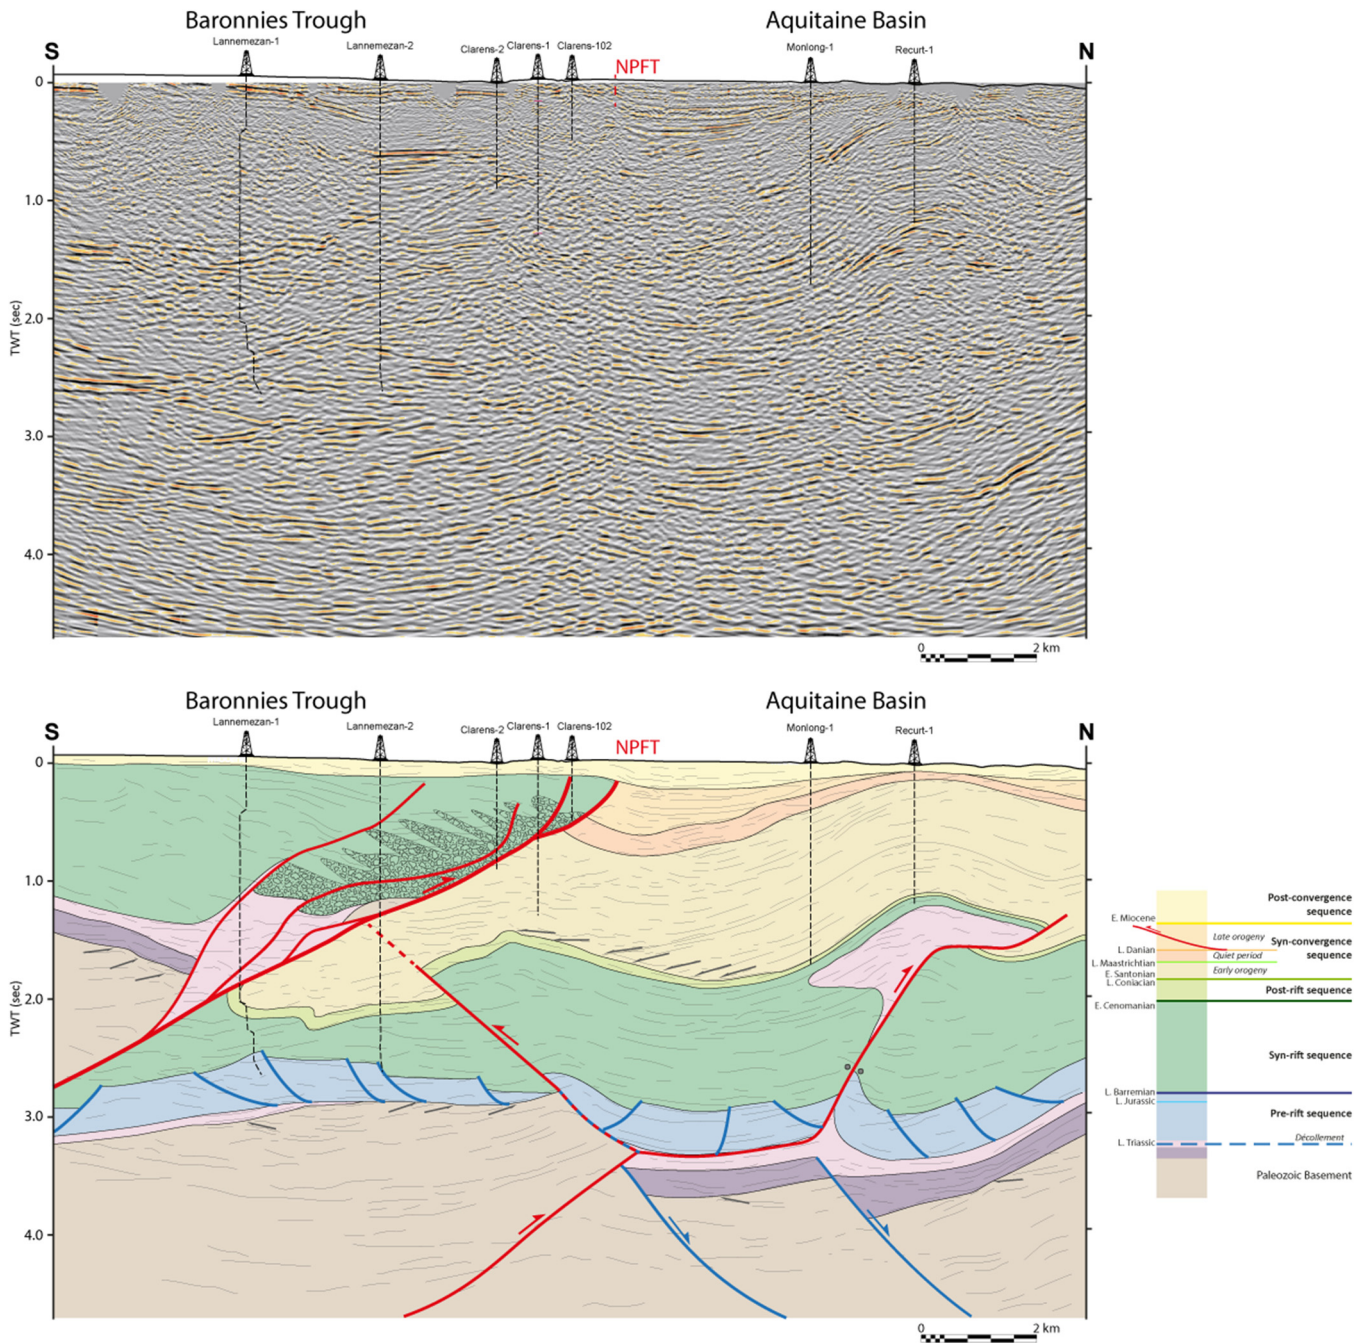 Baronnies Trough
Aquitaine Basin
S
Lannemezan-1
Lannemezan-2
Clarens-2
Clarens-1
Clarens-102
NPFT
Monlong-1
Recurt-1
N
0
1.0
2.0
TWT (sec)
3.0
4.0
0
2 km
Baronnies Trough
Aquitaine Basin
S
Lannemezan-1
Lannemezan-2
Clarens-2
Clarens-1
Clarens-102
NPFT
Monlong-1
Recurt-1
N
0
1.0
2.0
TWT (sec)
3.0
4.0
0
2 km
Post-convergence
sequence
E. Miocene
Late orogeny
Syn-convergence
sequence
L. Danian
Quiet period
L. Maastrichtian
Early orogeny
E. Santonian
L. Coniacian
Post-rift sequence
E. Cenomanian
Syn-rift sequence
L. Barremian
L. Jurassic
Pre-rift sequence
Décollement
L. Triassic
Paleozoic Basement